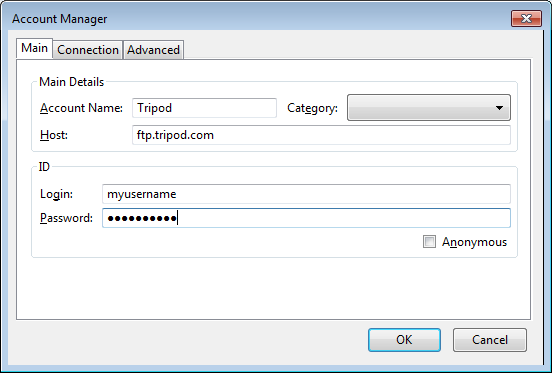 Account Manager
Main Connection Advanced
Main Details
Account Name: Tripod Category:
Host: ftp.tripod.com
ID
Login: myusername
Password: ●●●●●●●●●●
Anonymous
OK Cancel